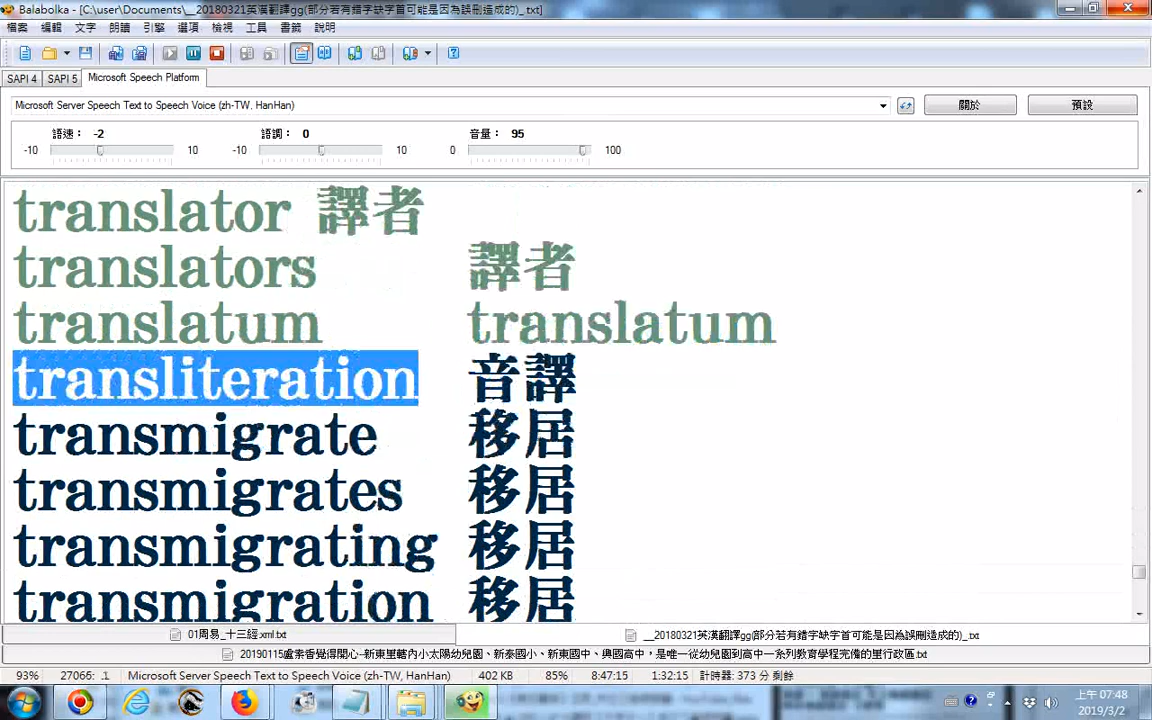 Balabolka - [C:\user\Documents\__20180321英漢翻譯gg(部分若有錯字缺字首可能是因為誤刪造成的)_.txt]
檔案 編輯 文字 朗讀 引擎 選項 檢視 工具 書籤 說明
SAPI 4 SAPI 5 Microsoft Speech Platform
Microsoft Server Speech Text to Speech Voice (zh-TW, HanHan) 關於 預設
語速： -2 語調： 0 音量： 95
-10 10 -10 10 0 100
translator 譯者
translators 譯者
translatum translatum
transliteration 音譯
transmigrate 移居
transmigrates 移居
transmigrating 移居
transmigration 移居
01周易_十三經.xml.txt __20180321英漢翻譯gg(部分若有錯字缺字首可能是因為誤刪造成的)_.txt
20190115盧素香覺得開心-新東里轄內小太陽幼兒園、新泰國小、新東國中、興國高中，是唯一從幼兒園到高中一系列教育學程完備的里行政區.txt
93% 27066: 1 Microsoft Server Speech Text to Speech Voice (zh-TW, HanHan) 402 KB 85% 8:47:15 1:32:15 計時器: 373 分 剩餘
上午 07:48
2019/3/2